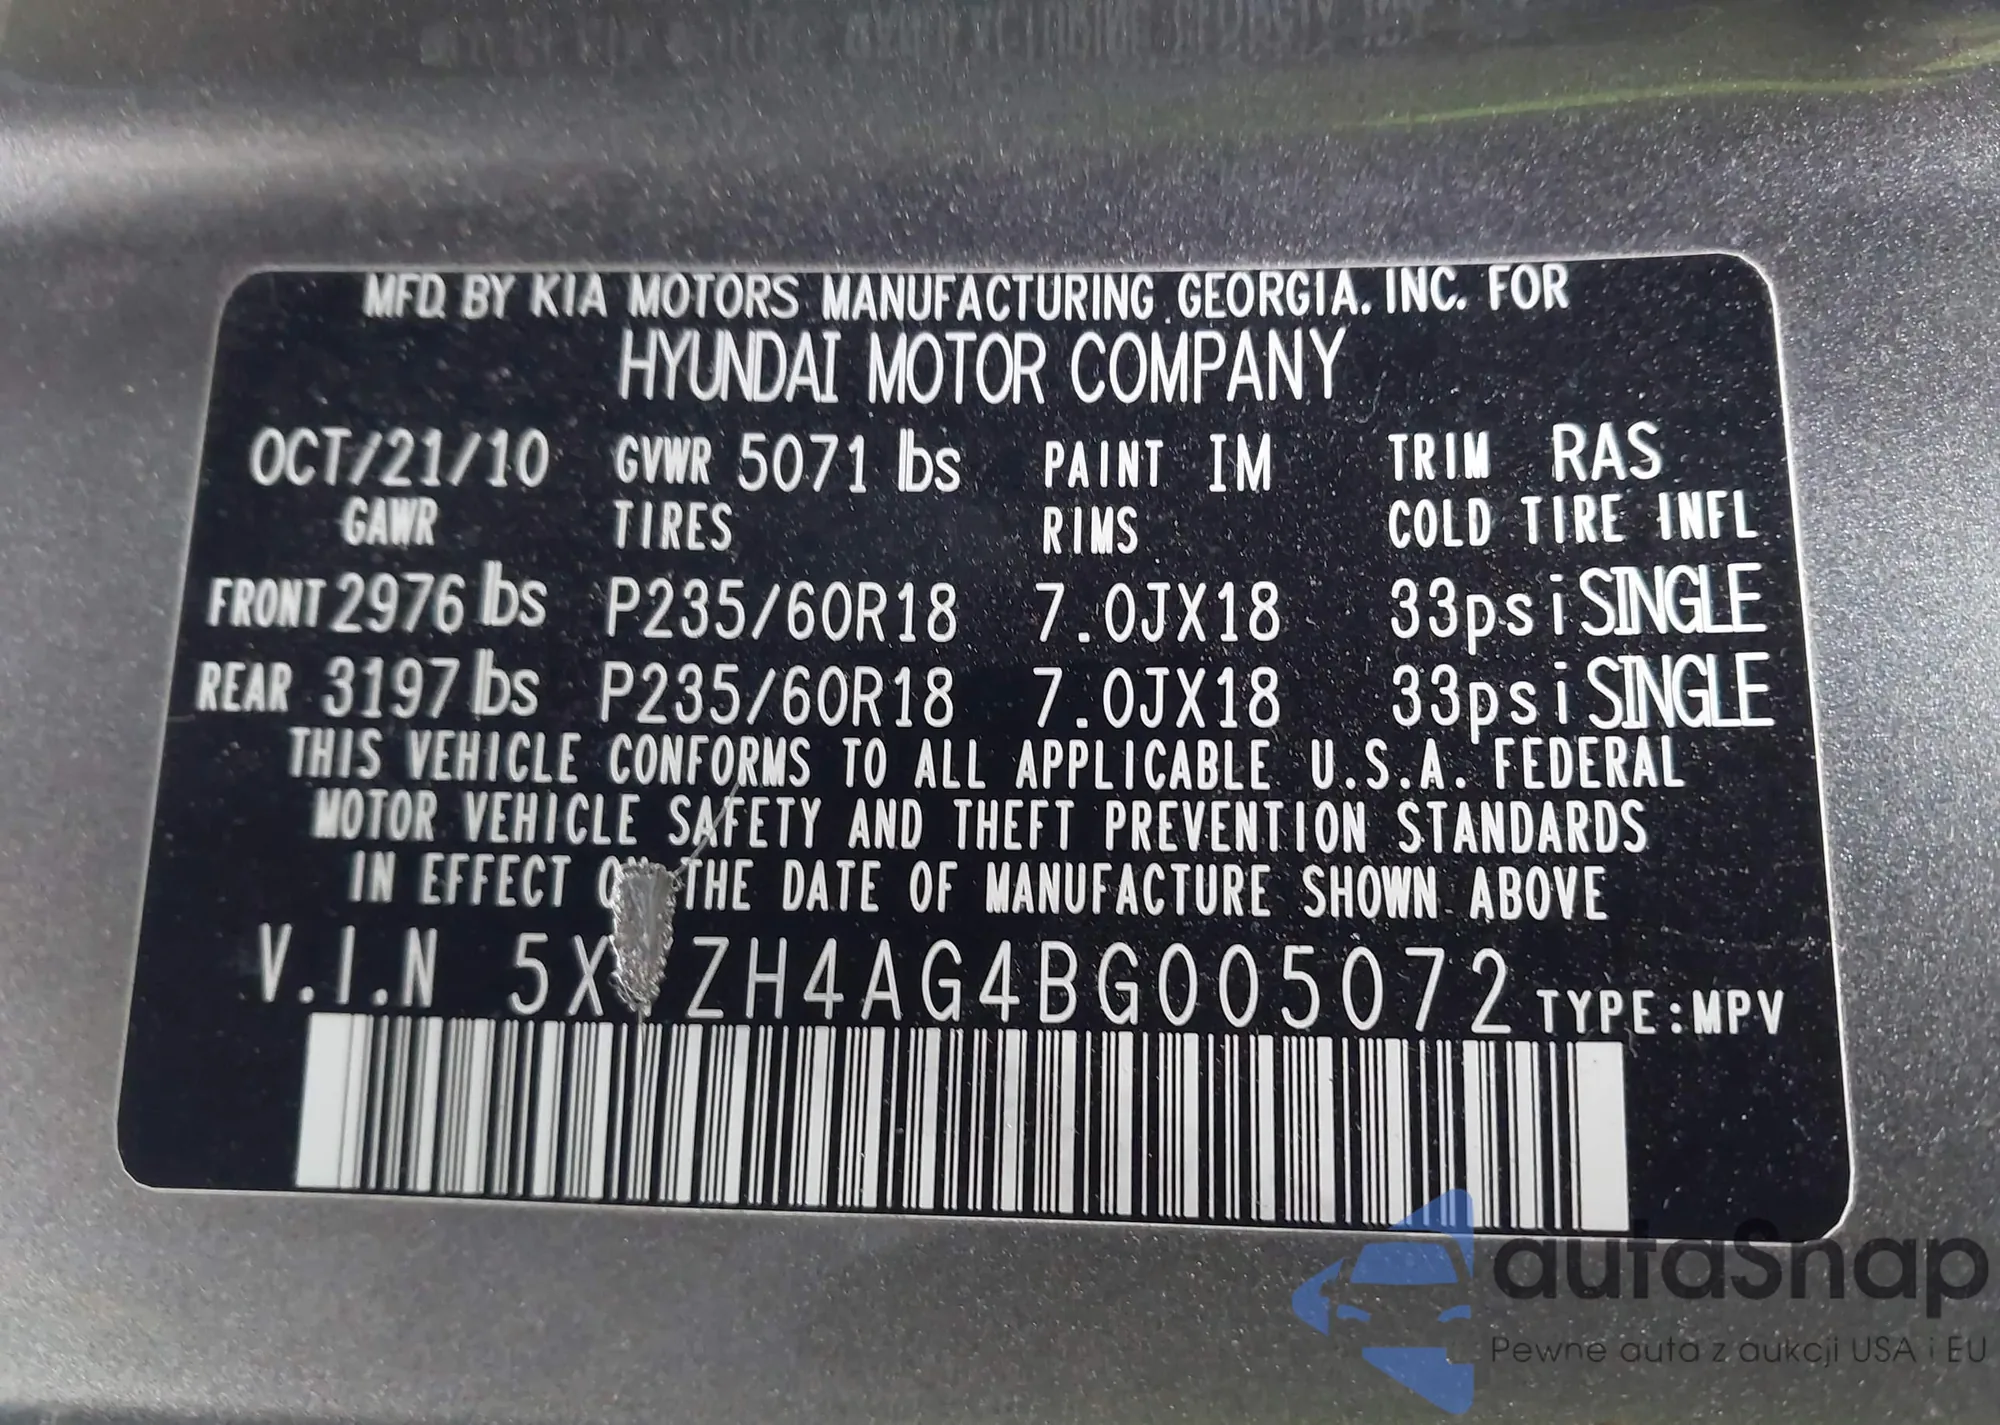 MFD. BY KIA MOTORS MANUFACTURING GEORGIA. INC. FOR
HYUNDAI MOTOR COMPANY
OCT/21/10 GVWR 5071 lbs PAINT IM TRIM RAS
GAWR TIRES RIMS COLD TIRE INFL
FRONT 2976 lbs P235/60R18 7.0JX18 33psi SINGLE
REAR 3197 lbs P235/60R18 7.0JX18 33psi SINGLE
THIS VEHICLE CONFORMS TO ALL APPLICABLE U.S.A. FEDERAL
MOTOR VEHICLE SAFETY AND THEFT PREVENTION STANDARDS
IN EFFECT THE DATE OF MANUFACTURE SHOWN ABOVE
V.I.N TYPE:MPV
autaSnap
Pewne auta z aukcji USA i EU